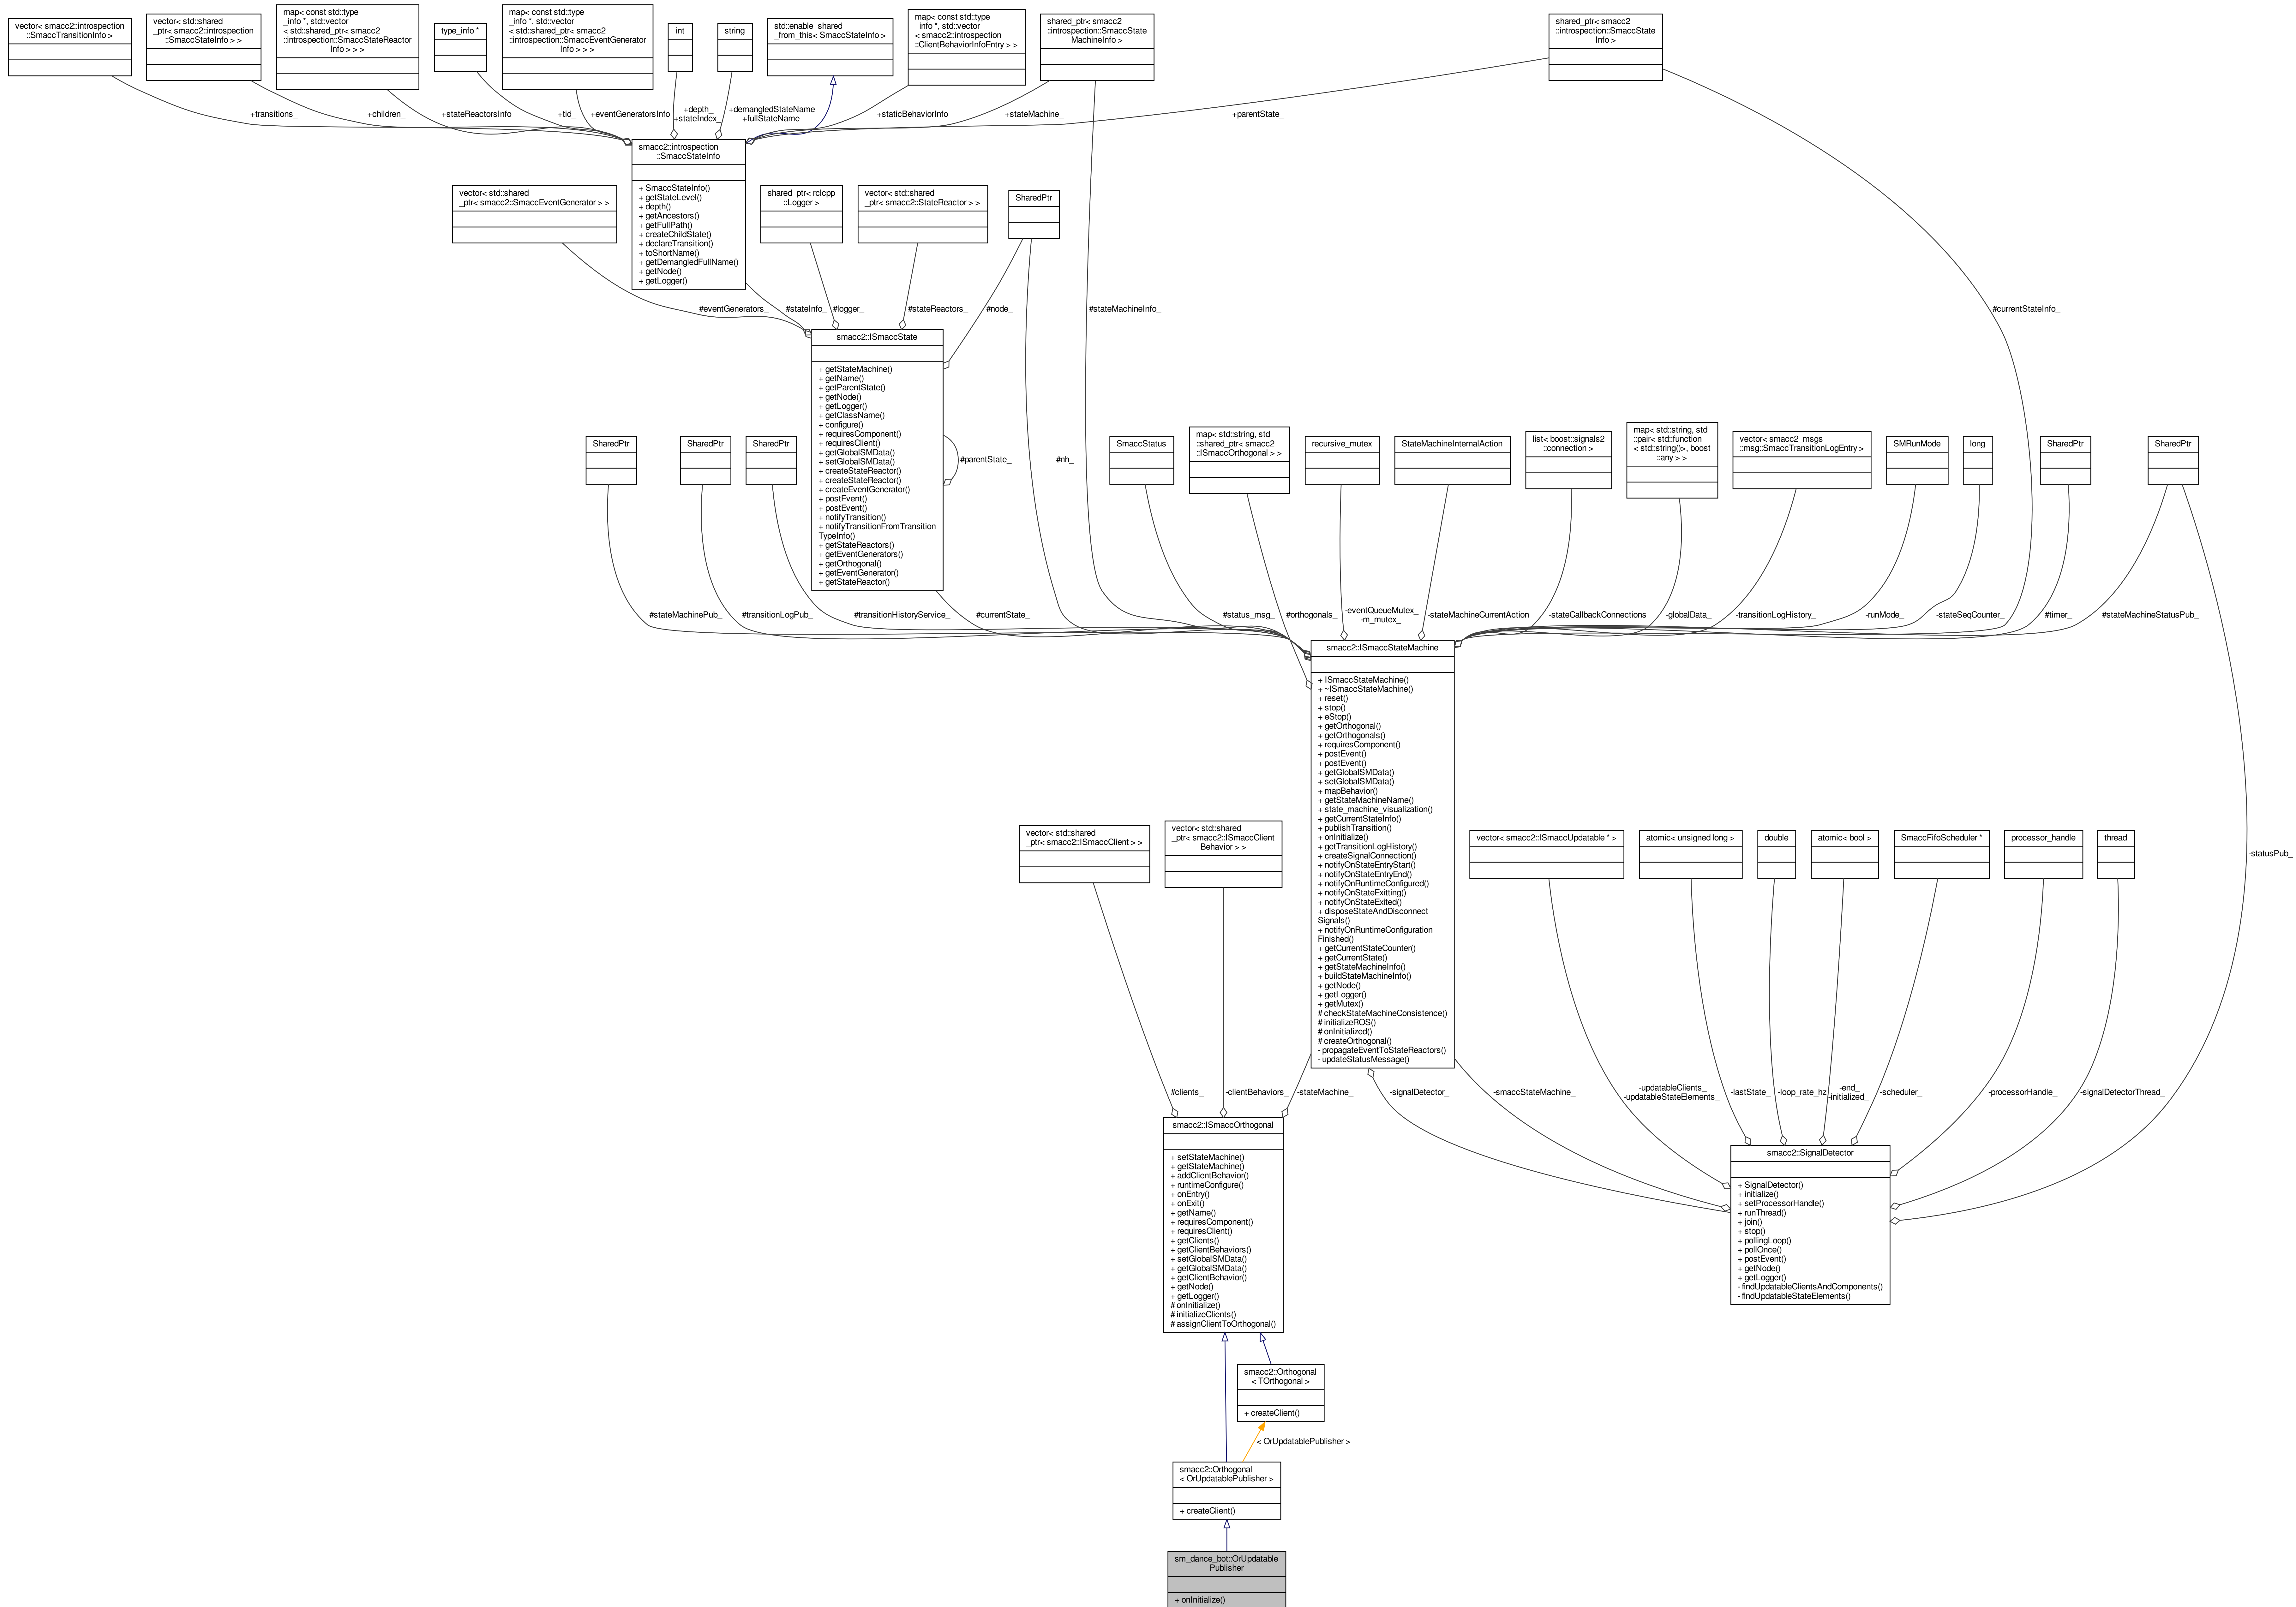 vector< smacc2::introspection
::SmaccTransitionInfo >
vector< std::shared
_ptr< smacc2::introspection
::SmaccStateInfo > >
map< const std::type
_info *, std::vector
< std::shared_ptr< smacc2
::introspection::SmaccStateReactor
Info > > >
type_info *
map< const std::type
_info *, std::vector
< std::shared_ptr< smacc2
::introspection::SmaccEventGenerator
Info > > >
int
string
std::enable_shared
_from_this< SmaccStateInfo >
map< const std::type
_info *, std::vector
< smacc2::introspection
::ClientBehaviorInfoEntry > >
shared_ptr< smacc2
::introspection::SmaccState
MachineInfo >
shared_ptr< smacc2
::introspection::SmaccState
Info >
+transitions_
+children_
+stateReactorsInfo
+tid_
+eventGeneratorsInfo
+depth_
+stateIndex_
+demangledStateName
+fullStateName
+staticBehaviorInfo
+stateMachine_
+parentState_
smacc2::introspection
::SmaccStateInfo
+ SmaccStateInfo()
+ getStateLevel()
+ depth()
+ getAncestors()
+ getFullPath()
+ createChildState()
+ declareTransition()
+ toShortName()
+ getDemangledFullName()
+ getNode()
+ getLogger()
vector< std::shared
_ptr< smacc2::SmaccEventGenerator > >
shared_ptr< rclcpp
::Logger >
vector< std::shared
_ptr< smacc2::StateReactor > >
SharedPtr
#eventGenerators_
#stateInfo_
#logger_
#stateReactors_
#node_
#stateMachineInfo_
#currentStateInfo_
smacc2::ISmaccState
+ getStateMachine()
+ getName()
+ getParentState()
+ getNode()
+ getLogger()
+ getClassName()
+ configure()
+ requiresComponent()
+ requiresClient()
+ getGlobalSMData()
+ setGlobalSMData()
+ createStateReactor()
+ createStateReactor()
+ createEventGenerator()
+ postEvent()
+ postEvent()
+ notifyTransition()
+ notifyTransitionFromTransition
TypeInfo()
+ getStateReactors()
+ getEventGenerators()
+ getOrthogonal()
+ getEventGenerator()
+ getStateReactor()
#parentState_
#nh_
SharedPtr
SharedPtr
SharedPtr
SmaccStatus
map< std::string, std
::shared_ptr< smacc2
::ISmaccOrthogonal > >
recursive_mutex
StateMachineInternalAction
list< boost::signals2
::connection >
map< std::string, std
::pair< std::function
< std::string()>, boost
::any > >
vector< smacc2_msgs
::msg::SmaccTransitionLogEntry >
SMRunMode
long
SharedPtr
SharedPtr
#stateMachinePub_
#transitionLogPub_
#transitionHistoryService_
#currentState_
#status_msg_
#orthogonals_
-eventQueueMutex_
-m_mutex_
-stateMachineCurrentAction
-stateCallbackConnections
-globalData_
-transitionLogHistory_
-runMode_
-stateSeqCounter_
#timer_
#stateMachineStatusPub_
smacc2::ISmaccStateMachine
+ ISmaccStateMachine()
+ ~ISmaccStateMachine()
+ reset()
+ stop()
+ eStop()
+ getOrthogonal()
+ getOrthogonals()
+ requiresComponent()
+ postEvent()
+ postEvent()
+ getGlobalSMData()
+ setGlobalSMData()
+ mapBehavior()
+ getStateMachineName()
+ state_machine_visualization()
+ getCurrentStateInfo()
+ publishTransition()
+ onInitialize()
+ getTransitionLogHistory()
+ createSignalConnection()
+ notifyOnStateEntryStart()
+ notifyOnStateEntryEnd()
+ notifyOnRuntimeConfigured()
+ notifyOnStateExitting()
+ notifyOnStateExited()
+ disposeStateAndDisconnect
Signals()
+ notifyOnRuntimeConfiguration
Finished()
+ getCurrentStateCounter()
+ getCurrentState()
+ getStateMachineInfo()
+ buildStateMachineInfo()
+ getNode()
+ getLogger()
+ getMutex()
# checkStateMachineConsistence()
# initializeROS()
# onInitialized()
# createOrthogonal()
- propagateEventToStateReactors()
- updateStatusMessage()
vector< std::shared
_ptr< smacc2::ISmaccClient > >
vector< std::shared
_ptr< smacc2::ISmaccClient
Behavior > >
vector< smacc2::ISmaccUpdatable * >
atomic< unsigned long >
double
atomic< bool >
SmaccFifoScheduler *
processor_handle
thread
-statusPub_
#clients_
-clientBehaviors_
-stateMachine_
-signalDetector_
-smaccStateMachine_
-updatableClients_
-updatableStateElements_
-lastState_
-loop_rate_hz
-end_
-initialized_
-scheduler_
-processorHandle_
-signalDetectorThread_
smacc2::ISmaccOrthogonal
+ setStateMachine()
+ getStateMachine()
+ addClientBehavior()
+ runtimeConfigure()
+ onEntry()
+ onExit()
+ getName()
+ requiresComponent()
+ requiresClient()
+ getClients()
+ getClientBehaviors()
+ setGlobalSMData()
+ getGlobalSMData()
+ getClientBehavior()
+ getNode()
+ getLogger()
# onInitialize()
# initializeClients()
# assignClientToOrthogonal()
smacc2::SignalDetector
+ SignalDetector()
+ initialize()
+ setProcessorHandle()
+ runThread()
+ join()
+ stop()
+ pollingLoop()
+ pollOnce()
+ postEvent()
+ getNode()
+ getLogger()
- findUpdatableClientsAndComponents()
- findUpdatableStateElements()
smacc2::Orthogonal
< TOrthogonal >
+ createClient()
< OrUpdatablePublisher >
smacc2::Orthogonal
< OrUpdatablePublisher >
+ createClient()
sm_dance_bot::OrUpdatable
Publisher
+ onInitialize()